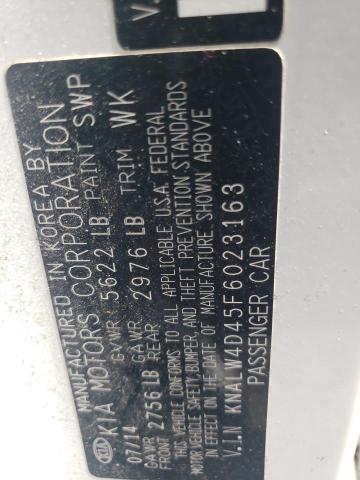 MANUFACTURED IN KOREA BY
KIA KIA MOTORS CORPORATION
07/14 GVWR 5622 LB PAINT SWP
GAWR FRONT 2756 LB GAWR REAR 2976 LB TRIM WK
THIS VEHICLE CONFORMS TO ALL APPLICABLE U.S.A. FEDERAL
MOTOR VEHICLE SAFETY, BUMPER, AND THEFT PREVENTION STANDARDS
IN EFFECT ON THE DATE OF MANUFACTURE SHOWN ABOVE
V.I.N KNALW4D45F6023163
PASSENGER CAR
V.I